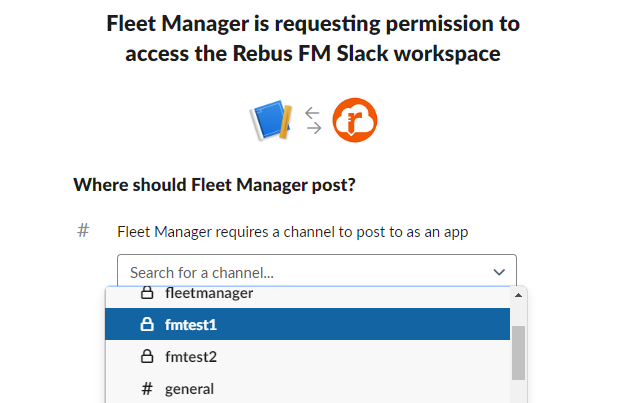 Fleet Manager is requesting permission to
access the Rebus FM Slack workspace
r
Where should Fleet Manager post?
# Fleet Manager requires a channel to post to as an app
Search for a channel...
fleetmanager
fmtest1
fmtest2
# general